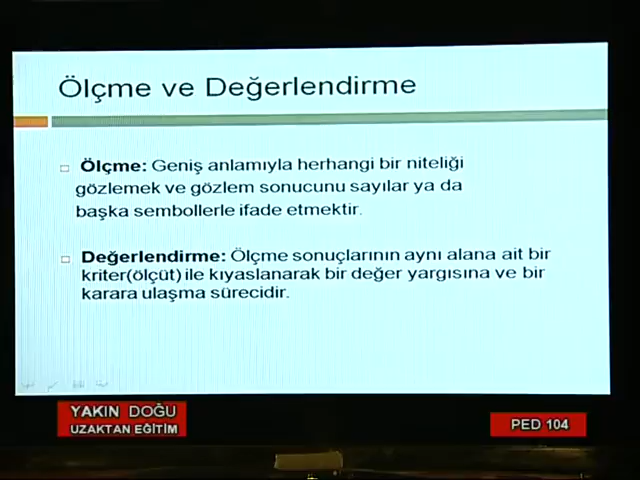 Ölçme ve Değerlendirme
Ölçme: Geniş anlamıyla herhangi bir niteliği
gözlemek ve gözlem sonucunu sayılar ya da
başka sembollerle ifade etmektir.
Değerlendirme: Ölçme sonuçlarının aynı alana ait bir
kriter(ölçüt) ile kıyaslanarak bir değer yargısına ve bir
karara ulaşma sürecidir.
YAKIN DOĞU
UZAKTAN EĞİTİM
PED 104